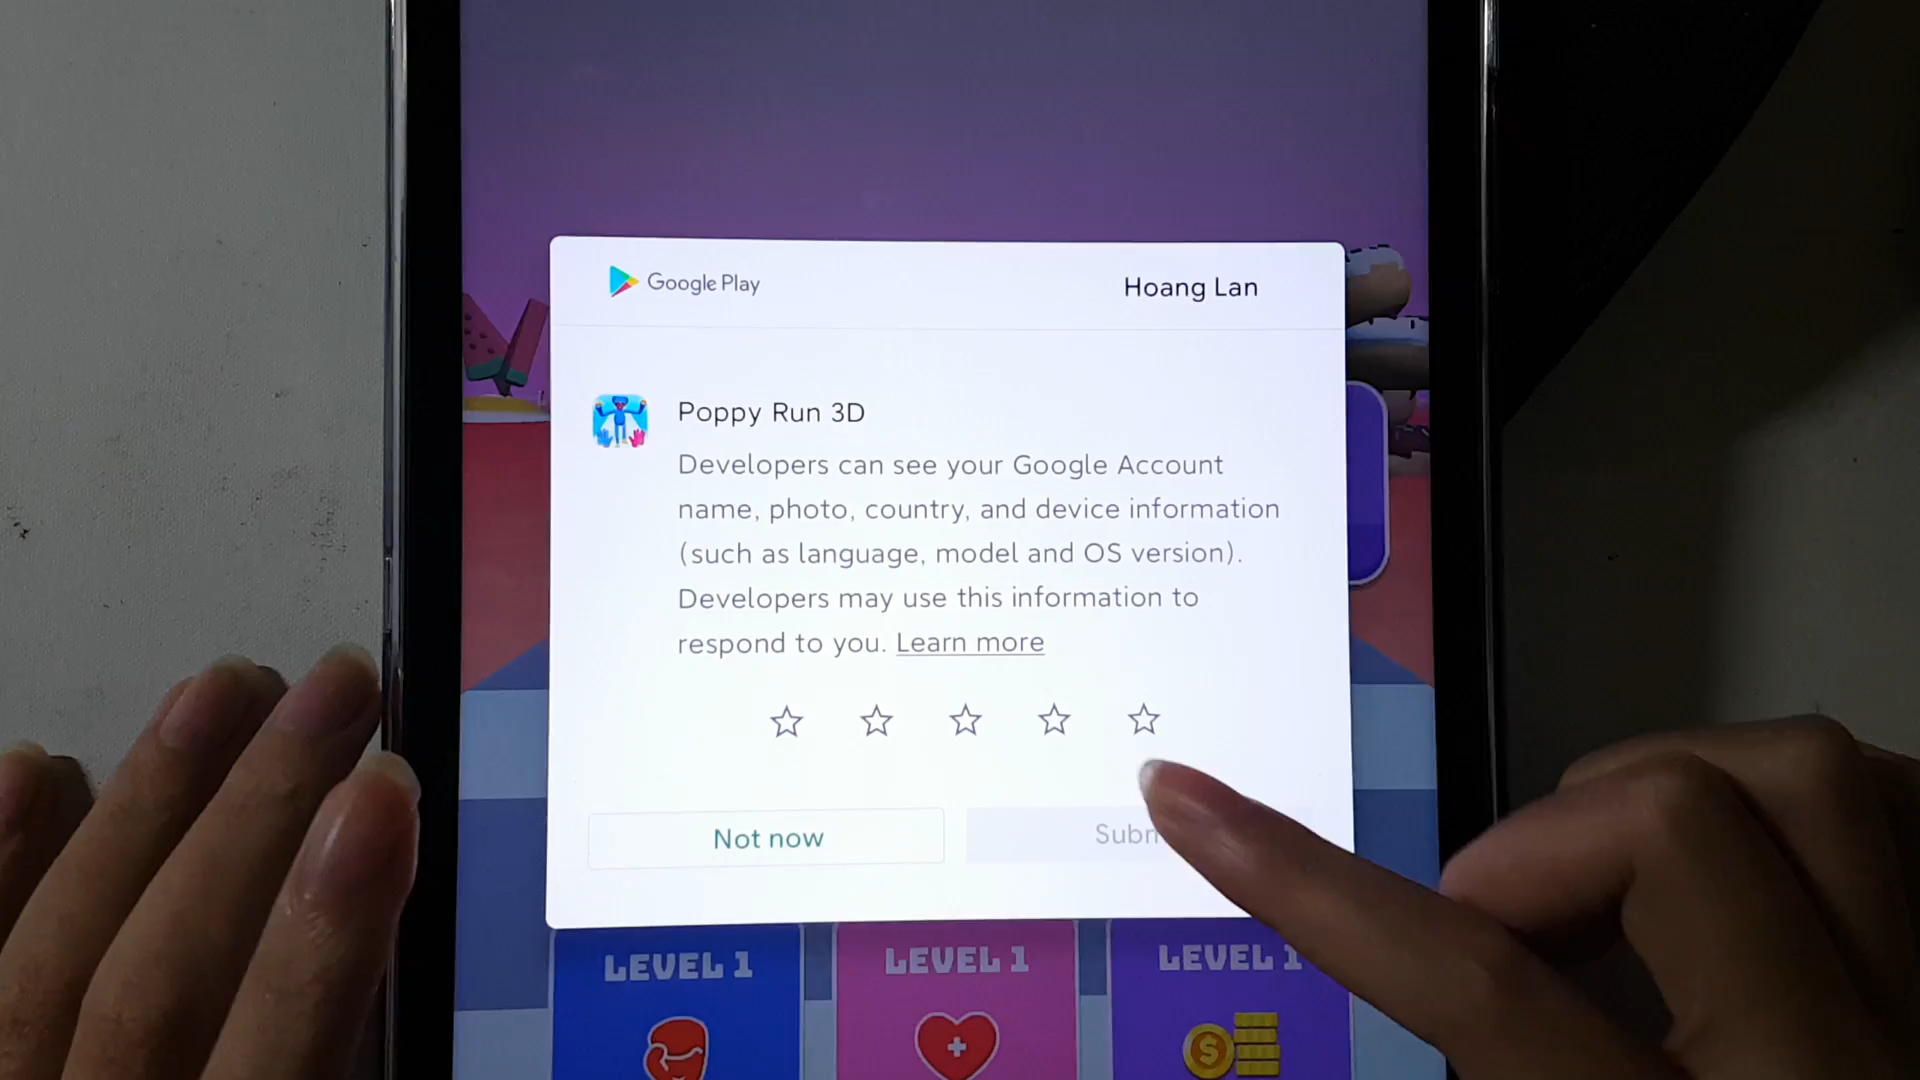 Google Play
Hoang Lan
Poppy Run 3D
Developers can see your Google Account
name, photo, country, and device information
(such as language, model and OS version).
Developers may use this information to
respond to you. Learn more
Not now
LEVEL 1
LEVEL 1
LEVEL 1